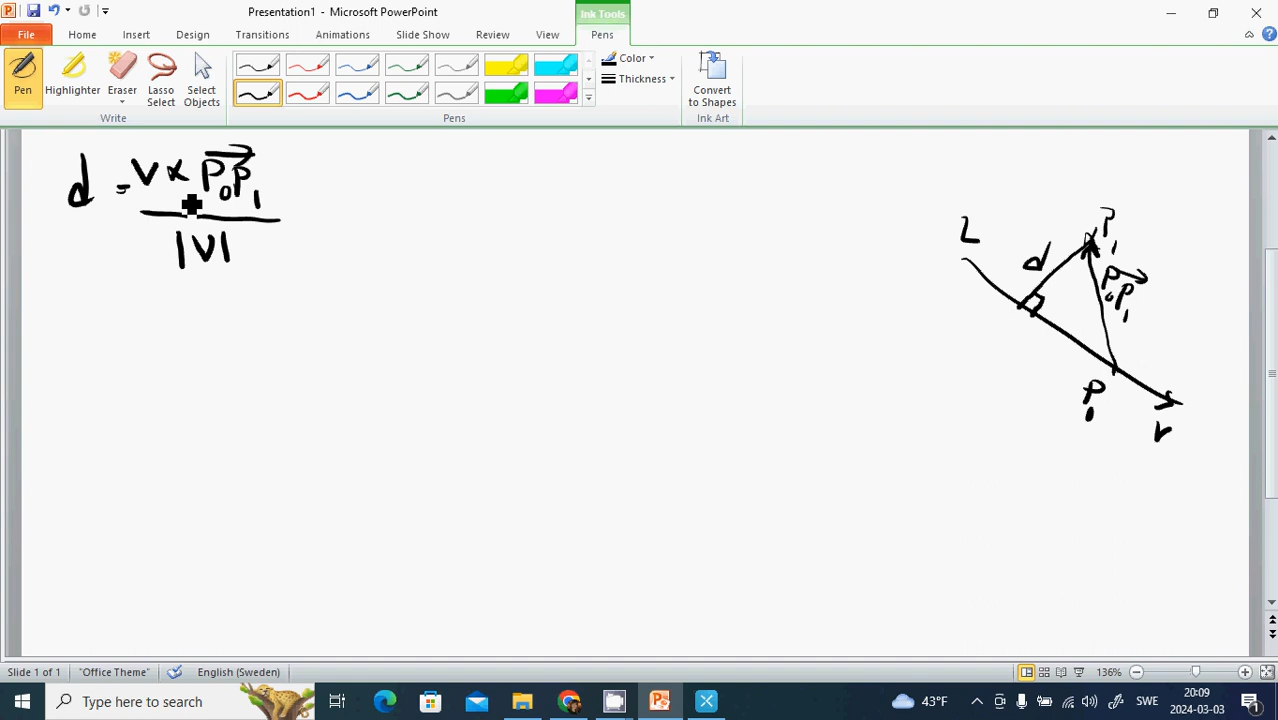 Presentation1 - Microsoft PowerPoint
Ink Tools
File Home Insert Design Transitions Animations Slide Show Review View Pens
Pen Highlighter Eraser Lasso Select Select Objects
Color
Thickness
Convert to Shapes
Write Pens Ink Art
d = V × P₀P₁
|V|
L
d
P₁
P₀P₁
P₀
V
Slide 1 of 1 "Office Theme" English (Sweden) 136%
Type here to search 43°F SWE 20:09
2024-03-03
1